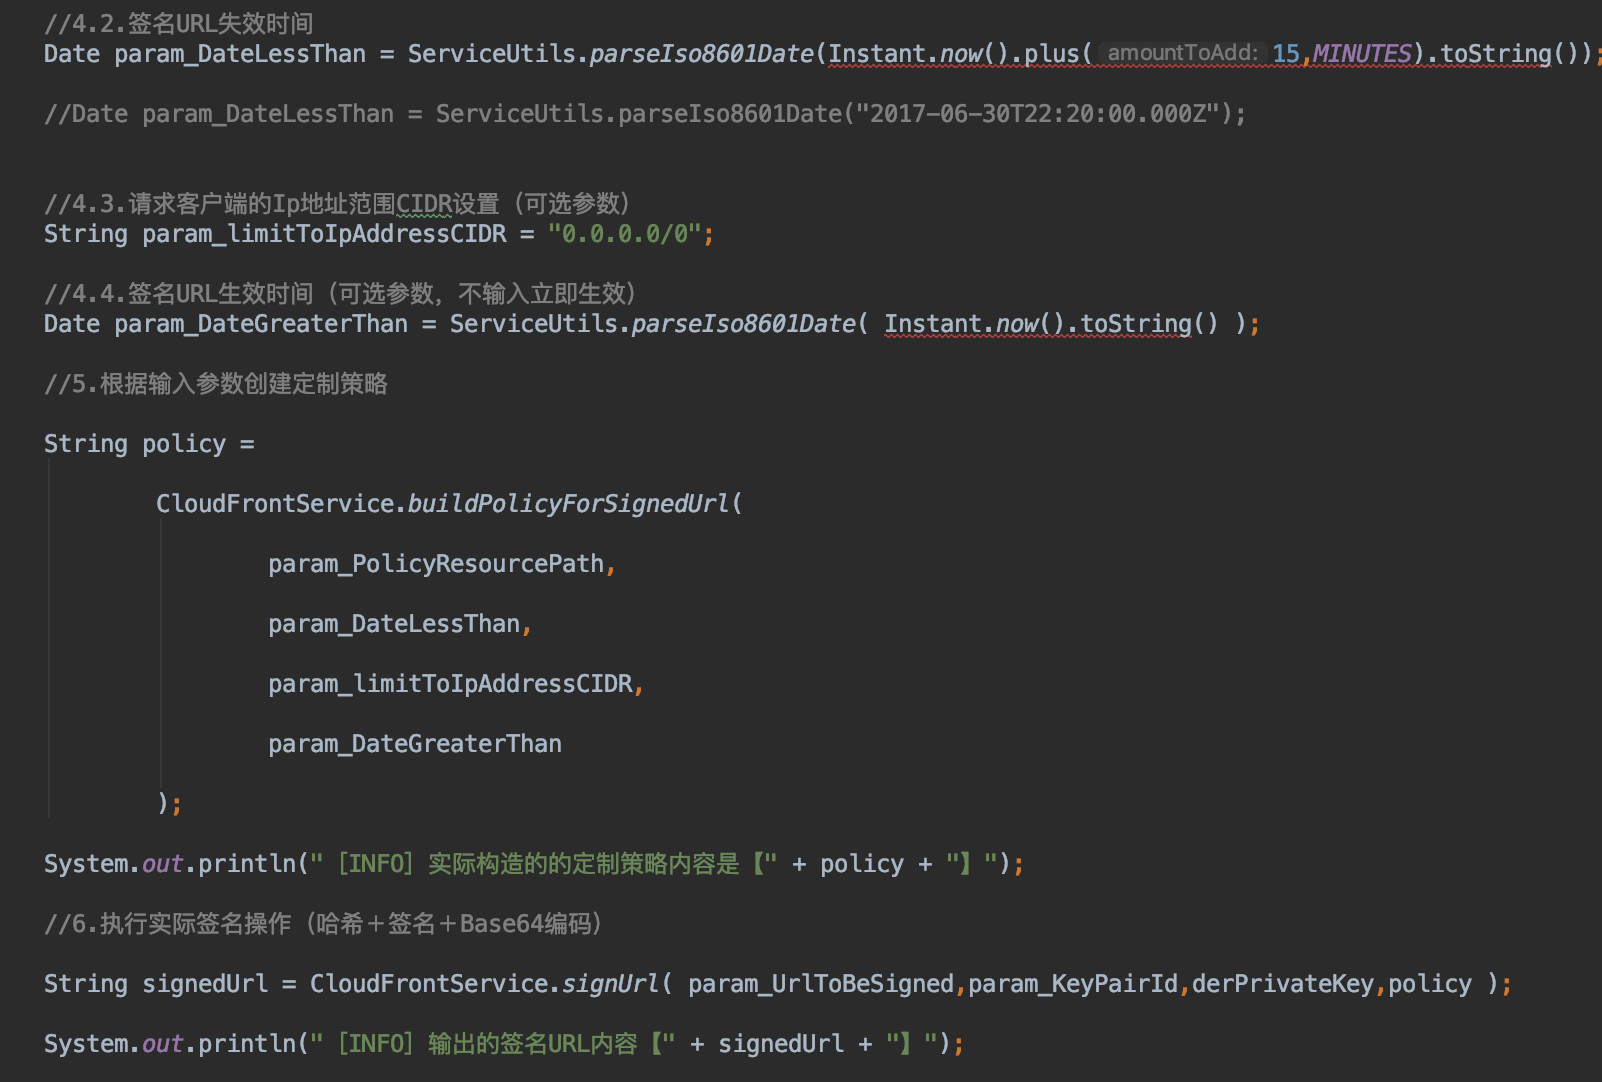 //4.2.签名URL失效时间
Date param_DateLessThan = ServiceUtils.parseIso8601Date(Instant.now().plus( amountToAdd: 15,MINUTES).toString());
//Date param_DateLessThan = ServiceUtils.parseIso8601Date("2017-06-30T22:20:00.000Z");
//4.3.请求客户端的Ip地址范围CIDR设置（可选参数）
String param_limitToIpAddressCIDR = "0.0.0.0/0";
//4.4.签名URL生效时间（可选参数，不输入立即生效）
Date param_DateGreaterThan = ServiceUtils.parseIso8601Date( Instant.now().toString() );
//5.根据输入参数创建定制策略
String policy =
CloudFrontService.buildPolicyForSignedUrl(
param_PolicyResourcePath,
param_DateLessThan,
param_limitToIpAddressCIDR,
param_DateGreaterThan
);
System.out.println("［INFO］实际构造的的定制策略内容是【" + policy + "】");
//6.执行实际签名操作（哈希＋签名＋Base64编码）
String signedUrl = CloudFrontService.signUrl( param_UrlToBeSigned,param_KeyPairId,derPrivateKey,policy );
System.out.println("［INFO］输出的签名URL内容【" + signedUrl + "】");